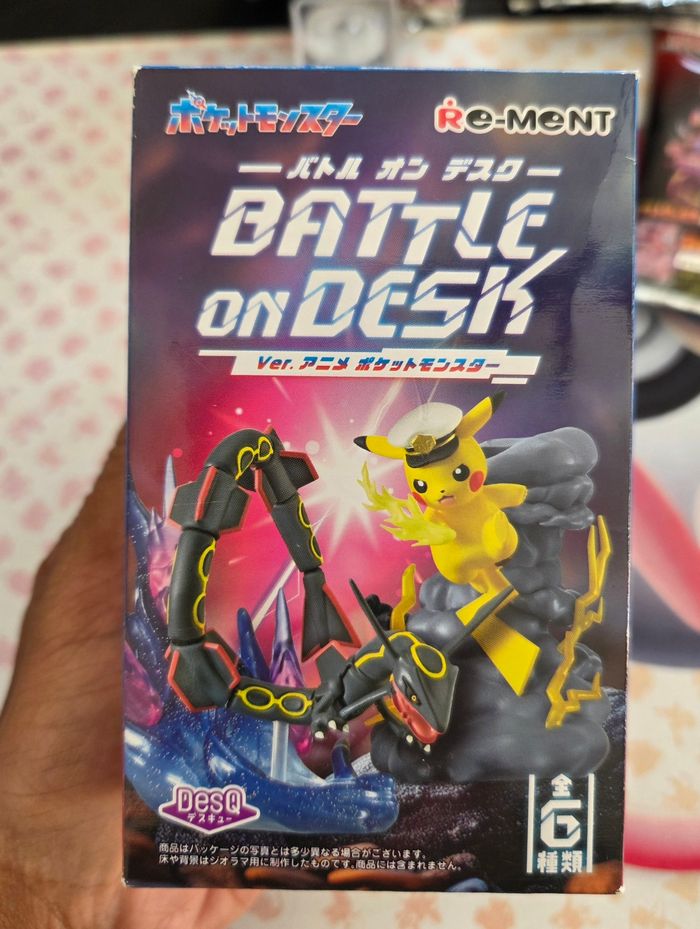 ポケットモンスター
Re-MeNT
バトル オン デスク
BATTLE
ON DESK
Ver. アニメ ポケットモンスター
DesQ
デスキュー
全
6
種類
商品はパッケージの写真とは多少異なる場合がございます。
床や背景はジオラマ用に制作したものです。商品には含まれません。